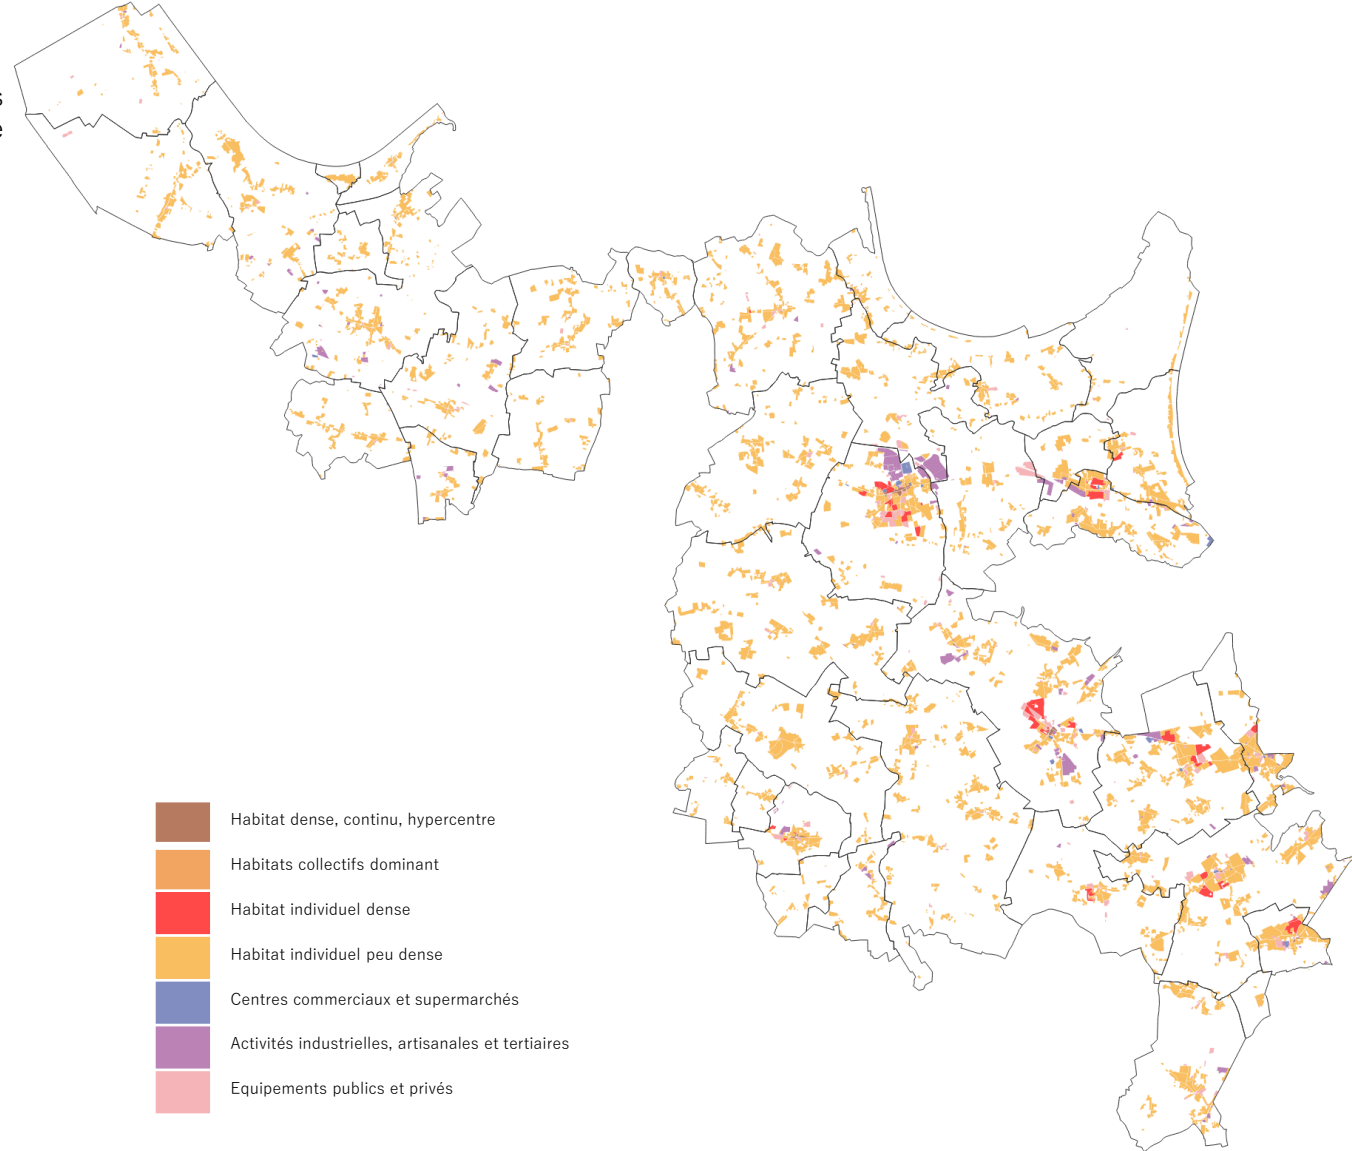 s
e
Habitat dense, continu, hypercentre
Habitats collectifs dominant
Habitat individuel dense
Habitat individuel peu dense
Centres commerciaux et supermarchés
Activités industrielles, artisanales et tertiaires
Equipements publics et privés